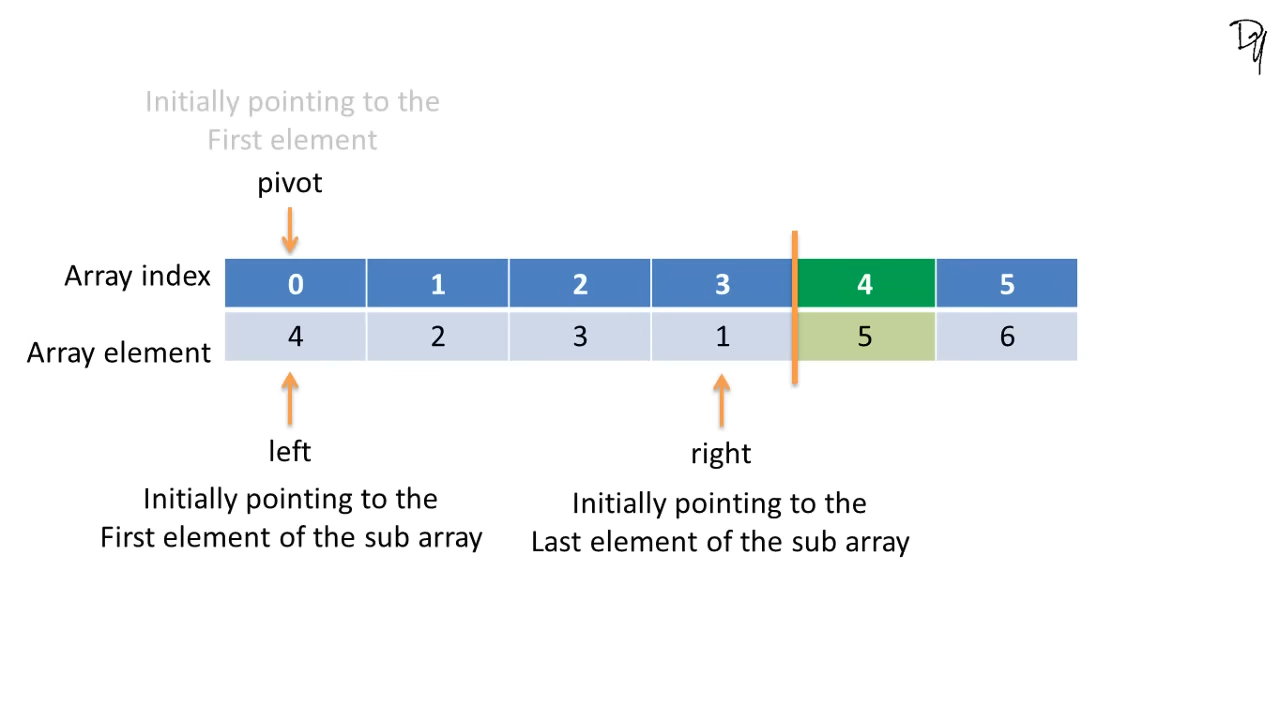 Initially pointing to the
First element
pivot
Array index 0 1 2 3 4 5
Array element 4 2 3 1 5 6
left
right
Initially pointing to the
First element of the sub array
Initially pointing to the
Last element of the sub array